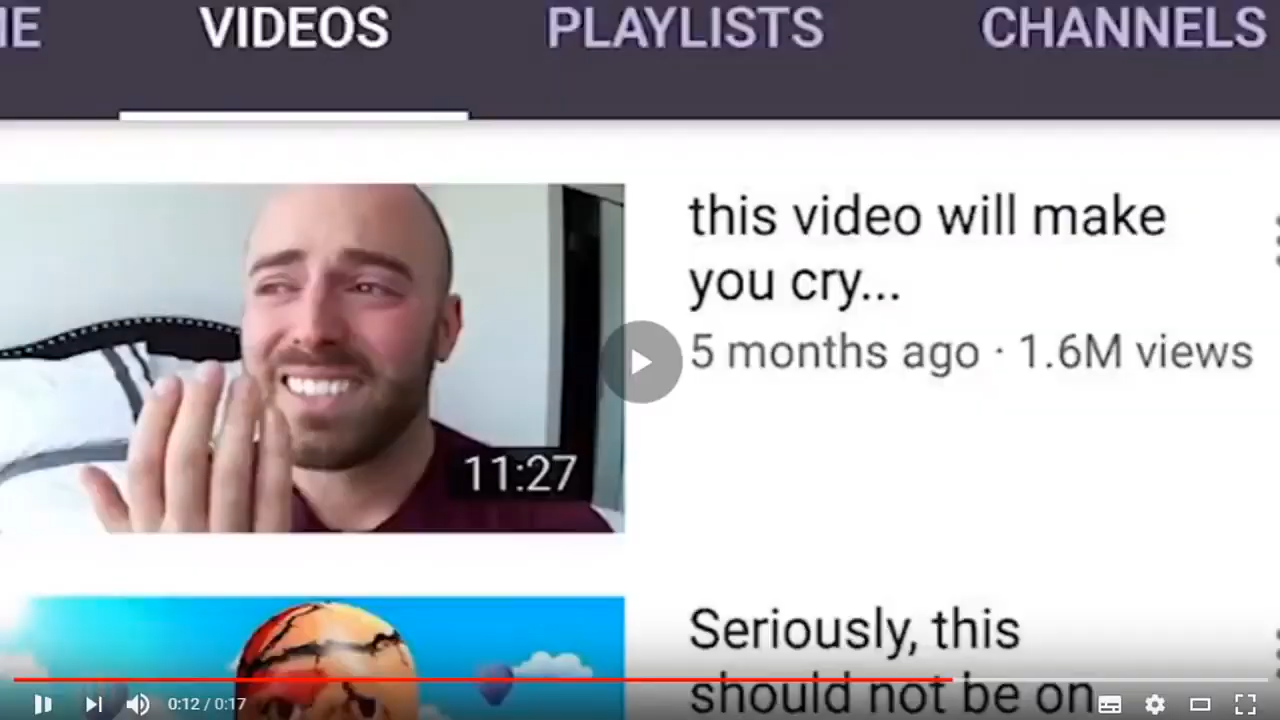 IE VIDEOS PLAYLISTS CHANNELS
this video will make
you cry...
5 months ago · 1.6M views
11:27
Seriously, this
should not be on
0:12 / 0:17